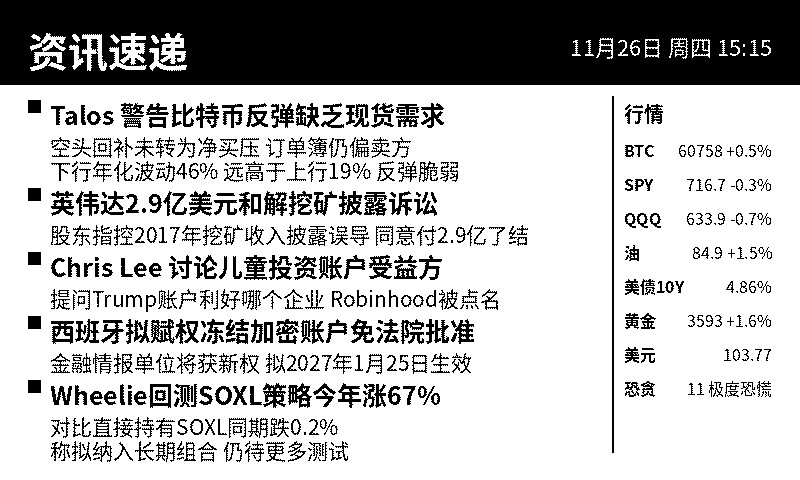 资讯速递
11月26日 周四 15:15
Talos 警告比特币反弹缺乏现货需求
空头回补未转为净买压 订单簿仍偏卖方
下行年化波动46% 远高于上行19% 反弹脆弱
英伟达2.9亿美元和解挖矿披露诉讼
股东指控2017年挖矿收入披露误导 同意付2.9亿了结
Chris Lee 讨论儿童投资账户受益方
提问Trump账户利好哪个企业 Robinhood被点名
西班牙拟赋权冻结加密账户免法院批准
金融情报单位将获新权 拟2027年1月25日生效
Wheelie回测SOXL策略今年涨67%
对比直接持有SOXL同期跌0.2%
称拟纳入长期组合 仍待更多测试
行情
BTC 60758 +0.5%
SPY 716.7 -0.3%
QQQ 633.9 -0.7%
油 84.9 +1.5%
美债10Y 4.86%
黄金 3593 +1.6%
美元 103.77
恐贪 11 极度恐慌